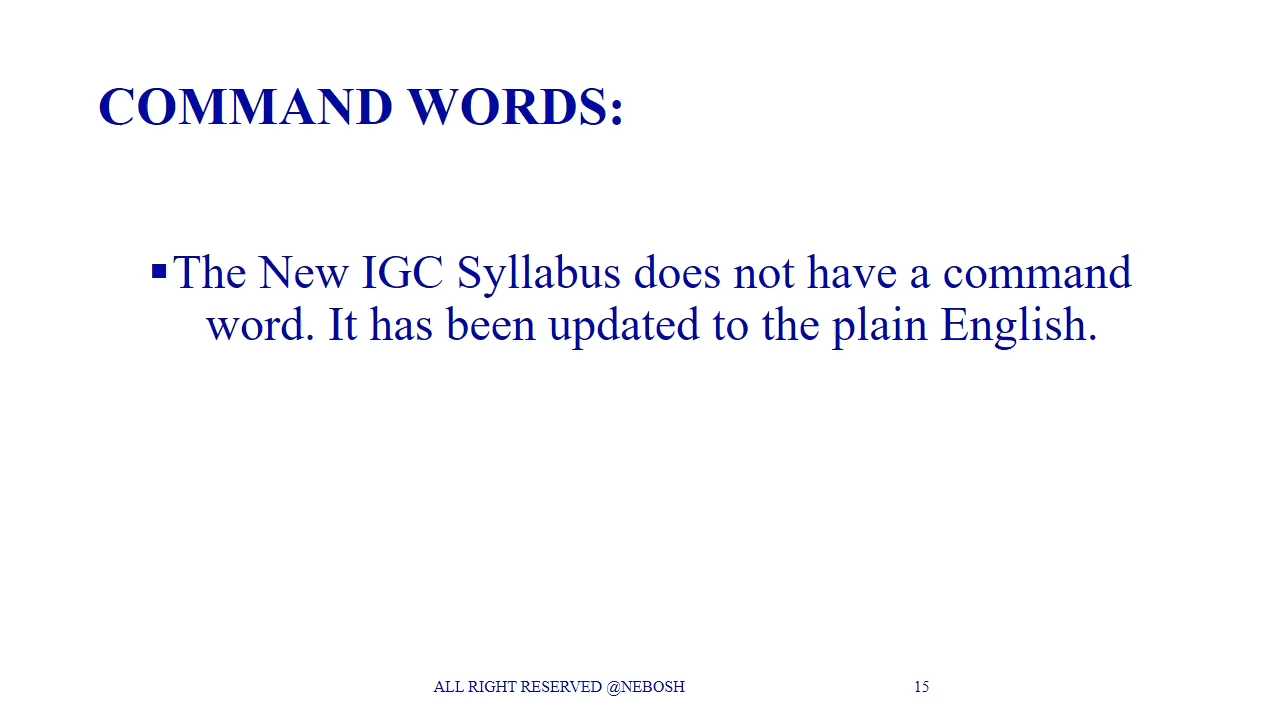 COMMAND WORDS:
▪The New IGC Syllabus does not have a command
word. It has been updated to the plain English.
ALL RIGHT RESERVED @NEBOSH 15